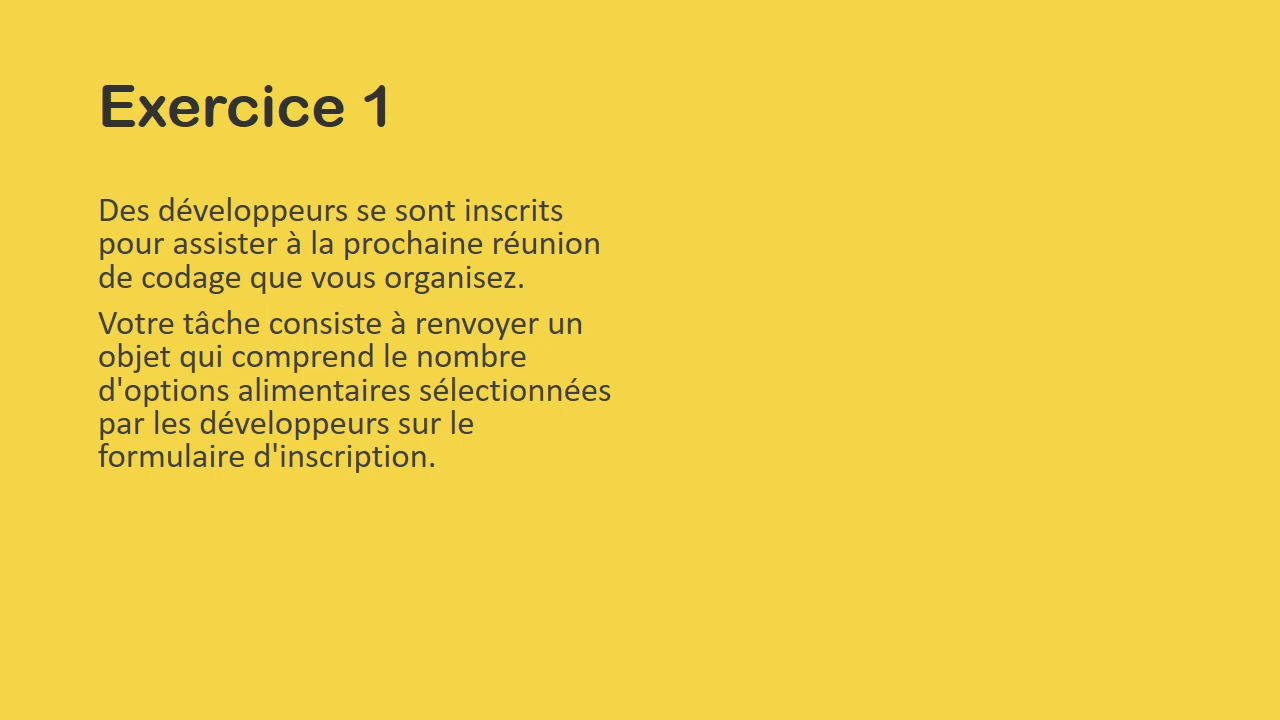 Exercice 1
Des développeurs se sont inscrits
pour assister à la prochaine réunion
de codage que vous organisez.
Votre tâche consiste à renvoyer un
objet qui comprend le nombre
d'options alimentaires sélectionnées
par les développeurs sur le
formulaire d'inscription.